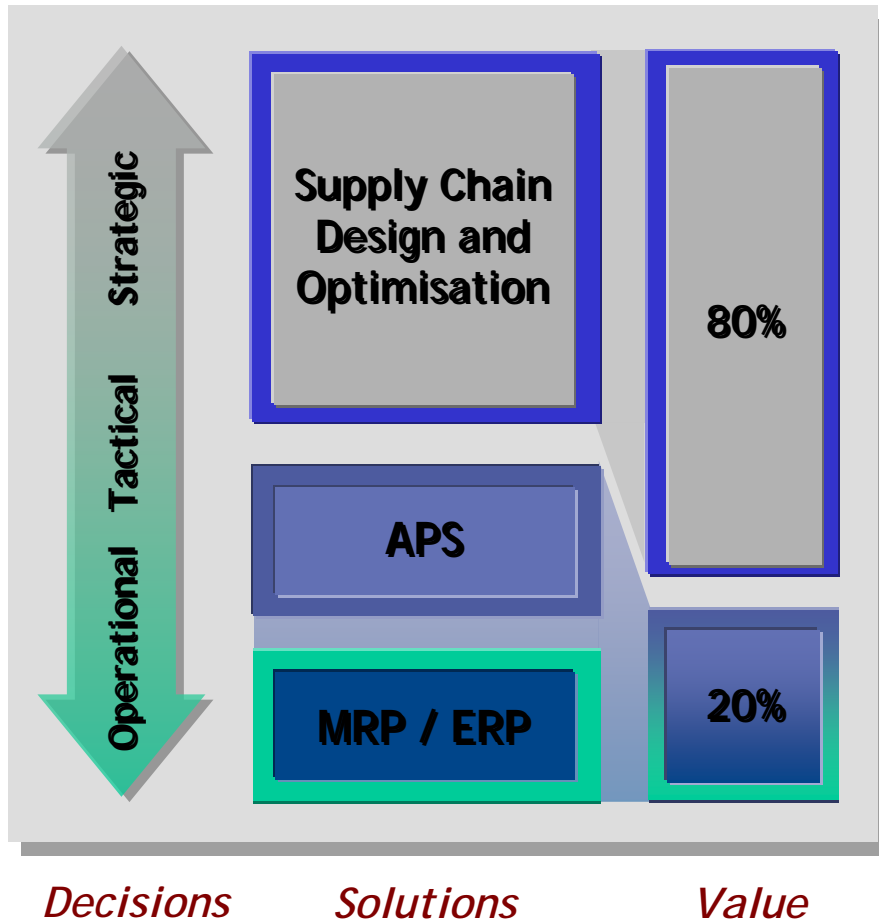 Strategic
Tactical
Operational
Supply Chain
Design and
Optimisation
APS
MRP / ERP
80%
20%
Decisions
Solutions
Value